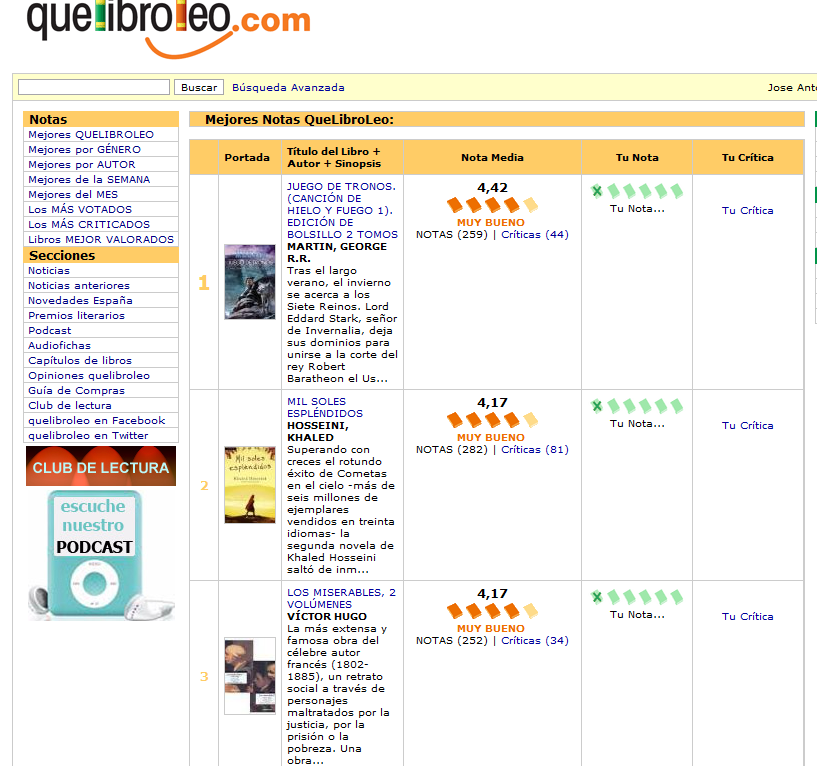 quelibroleo.com
Buscar
Búsqueda Avanzada
Jose Anto
Notas
Mejores QUELIBROLEO
Mejores por GÉNERO
Mejores por AUTOR
Mejores de la SEMANA
Mejores del MES
Los MÁS VOTADOS
Los MÁS CRITICADOS
Libros MEJOR VALORADOS
Secciones
Noticias
Noticias anteriores
Novedades España
Premios literarios
Podcast
Audiofichas
Capítulos de libros
Opiniones quelibroleo
Guía de Compras
Club de lectura
quelibroleo en Facebook
quelibroleo en Twitter
CLUB DE LECTURA
escuche
nuestro
PODCAST
Mejores Notas QueLibroLeo:
Portada
Título del Libro +
Autor + Sinopsis
Nota Media
Tu Nota
Tu Crítica
1
JUEGO DE TRONOS.
(CANCIÓN DE
HIELO Y FUEGO 1).
EDICIÓN DE
BOLSILLO 2 TOMOS
MARTIN, GEORGE
R.R.
Tras el largo
verano, el invierno
se acerca a los
Siete Reinos. Lord
Eddard Stark, señor
de Invernalia, deja
sus dominios para
unirse a la corte del
rey Robert
Baratheon el Us...
4,42
MUY BUENO
NOTAS (259) | Críticas (44)
Tu Nota...
Tu Crítica
2
Mil soles
espléndidos
MIL SOLES
ESPLÉNDIDOS
HOSSEINI,
KHALED
Superando con
creces el rotundo
éxito de Cometas
en el cielo -más de
seis millones de
ejemplares
vendidos en treinta
idiomas- la
segunda novela de
Khaled Hosseini
saltó de inm...
4,17
MUY BUENO
NOTAS (282) | Críticas (81)
Tu Nota...
Tu Crítica
3
LOS MISERABLES, 2
VOLÚMENES
VÍCTOR HUGO
La más extensa y
famosa obra del
célebre autor
francés (1802-
1885), un retrato
social a través de
personajes
maltratados por la
justicia, por la
prisión o la
pobreza. Una
obra...
4,17
MUY BUENO
NOTAS (252) | Críticas (34)
Tu Nota...
Tu Crítica